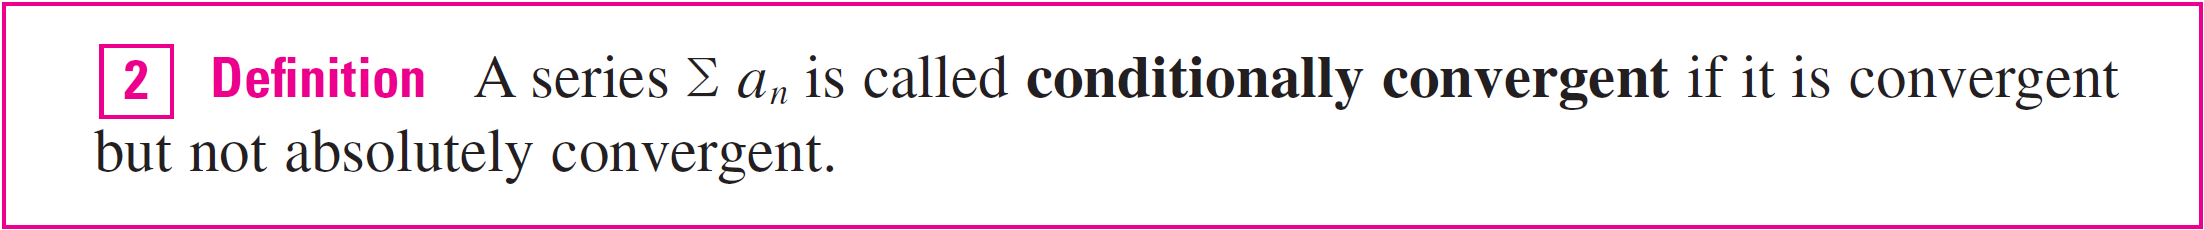 2 Definition A series Σ aₙ is called conditionally convergent if it is convergent
but not absolutely convergent.